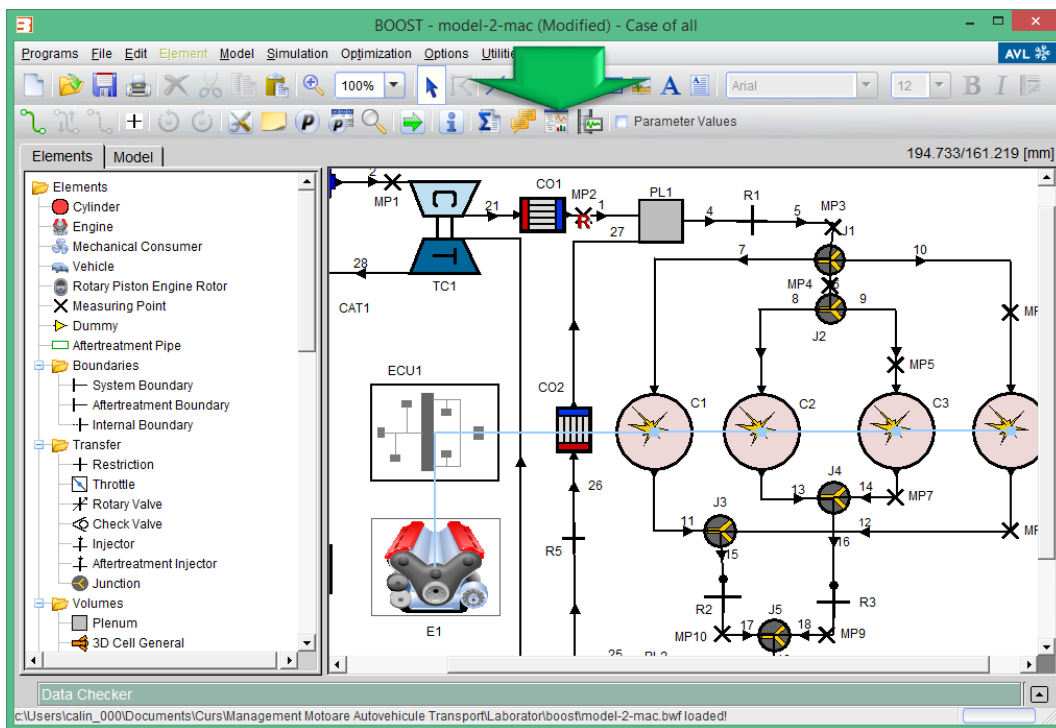 BOOST - model-2-mac (Modified) - Case of all
Programs File Edit Element Model Simulation Optimization Options Utilities
AVL
100%
A
Arial
12
B I
P P
i
Parameter Values
Elements Model
194.733/161.219 [mm]
Elements
Cylinder
Engine
Mechanical Consumer
Vehicle
Rotary Piston Engine Rotor
Measuring Point
Dummy
Aftertreatment Pipe
Boundaries
System Boundary
Aftertreatment Boundary
Internal Boundary
Transfer
Restriction
Throttle
Rotary Valve
Check Valve
Injector
Aftertreatment Injector
Junction
Volumes
Plenum
3D Cell General
2
MP1
21
CO1
MP2
R
1
PL1
27
4
R1
5
MP3
J1
C
T
TC1
28
CAT1
7
10
MP4
8
9
J2
MP5
ECU1
CO2
C1
C2
C3
26
R5
J4
13
14
MP7
J3
11
12
15
16
R2
R3
J5
E1
MP10
17
18
MP9
25
Data Checker
c:\Users\calin_000\Documents\Curs\Management Motoare Autovehicule Transport\Laborator\boost\model-2-mac.bwf loaded!